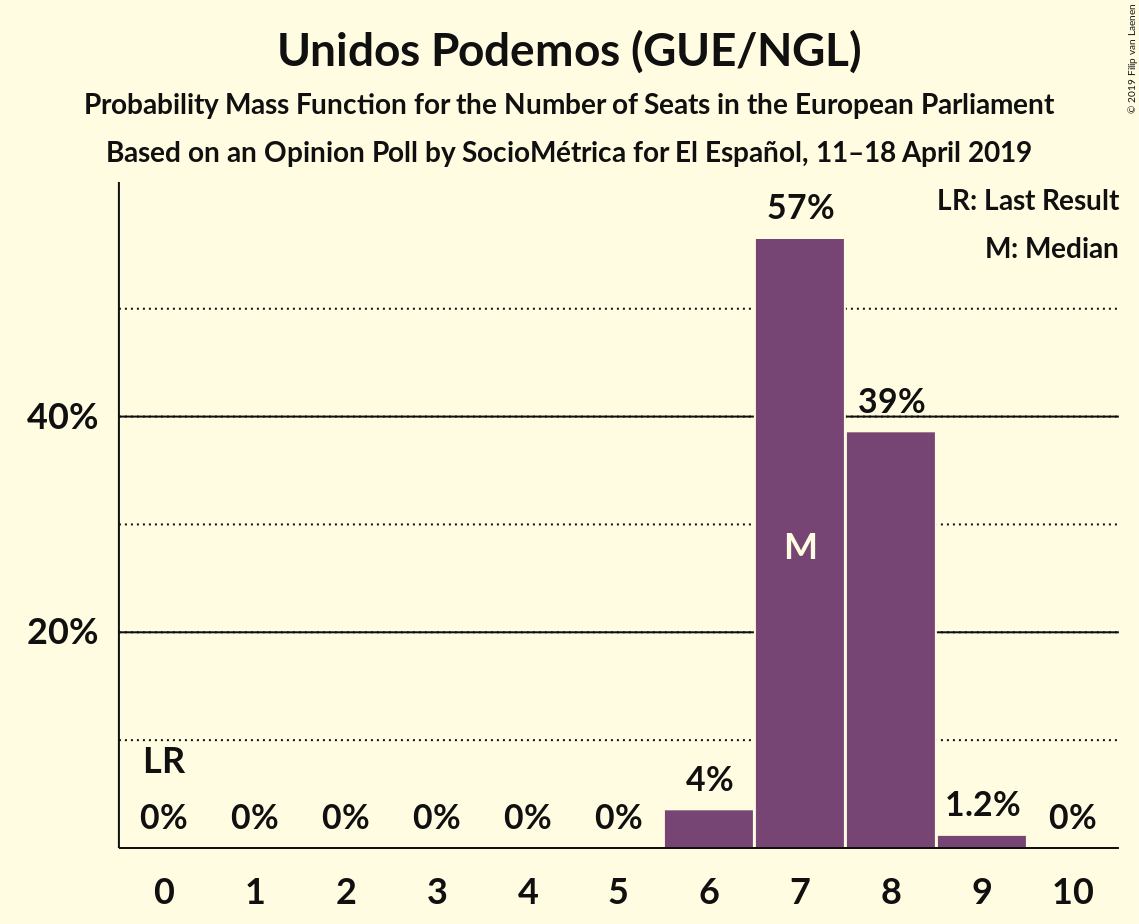 Unidos Podemos (GUE/NGL)
Probability Mass Function for the Number of Seats in the European Parliament
Based on an Opinion Poll by SocioMétrica for El Español, 11–18 April 2019
© 2019 Filip van Laenen
LR: Last Result
M: Median
57%
39%
40%
M
20%
LR
4%
1.2%
0% 0% 0% 0% 0% 0% 0%
0 1 2 3 4 5 6 7 8 9 10